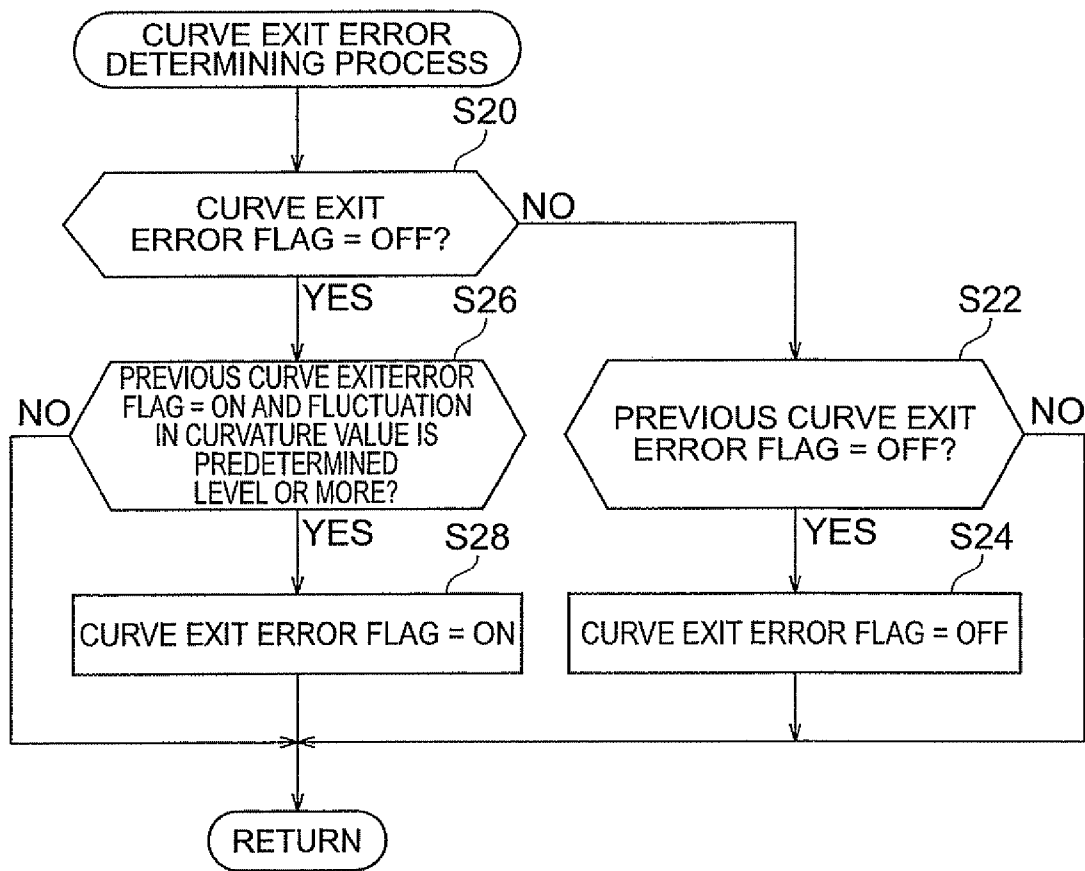 CURVE EXIT ERROR
DETERMINING PROCESS
S20
CURVE EXIT
ERROR FLAG = OFF?
NO
YES
S26
PREVIOUS CURVE EXITERROR
FLAG = ON AND FLUCTUATION
IN CURVATURE VALUE IS
PREDETERMINED
LEVEL OR MORE?
NO
S22
PREVIOUS CURVE EXIT
ERROR FLAG = OFF?
NO
YES
S28
CURVE EXIT ERROR FLAG = ON
YES
S24
CURVE EXIT ERROR FLAG = OFF
RETURN